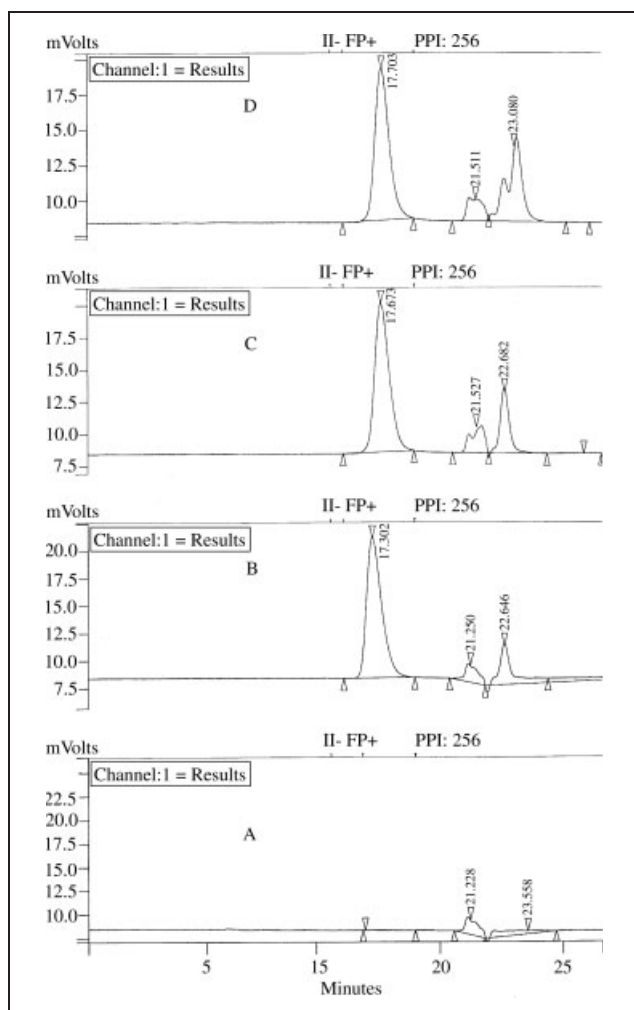 II- FP+ PPI: 256
mVolts
Channel:1 = Results
D
17.703
21.511
23.080
17.5
15.0
12.5
10.0
II- FP+ PPI: 256
mVolts
Channel:1 = Results
C
17.673
21.527
22.682
17.5
15.0
12.5
10.0
7.5
II- FP+ PPI: 256
mVolts
Channel:1 = Results
B
17.302
21.250
22.646
20.0
17.5
15.0
12.5
10.0
7.5
II- FP+ PPI: 256
mVolts
Channel:1 = Results
A
21.228
23.558
22.5
20.0
17.5
15.0
12.5
10.0
5 15 20 25
Minutes